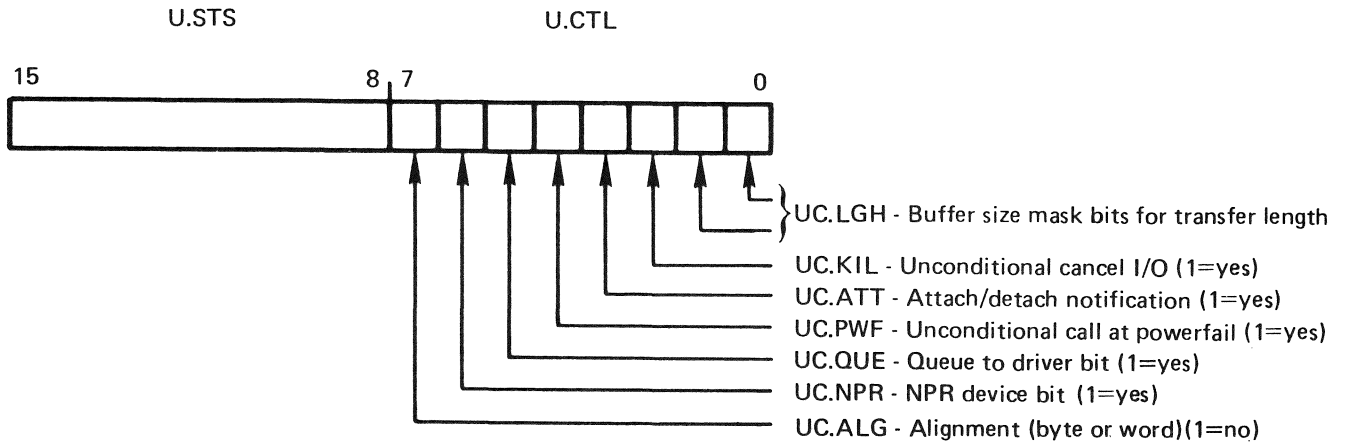 U.STS U.CTL
15 8 7 0
UC.LGH - Buffer size mask bits for transfer length
UC.KIL - Unconditional cancel I/O (1=yes)
UC.ATT - Attach/detach notification (1=yes)
UC.PWF - Unconditional call at powerfail (1=yes)
UC.QUE - Queue to driver bit (1=yes)
UC.NPR - NPR device bit (1=yes)
UC.ALG - Alignment (byte or word)(1=no)